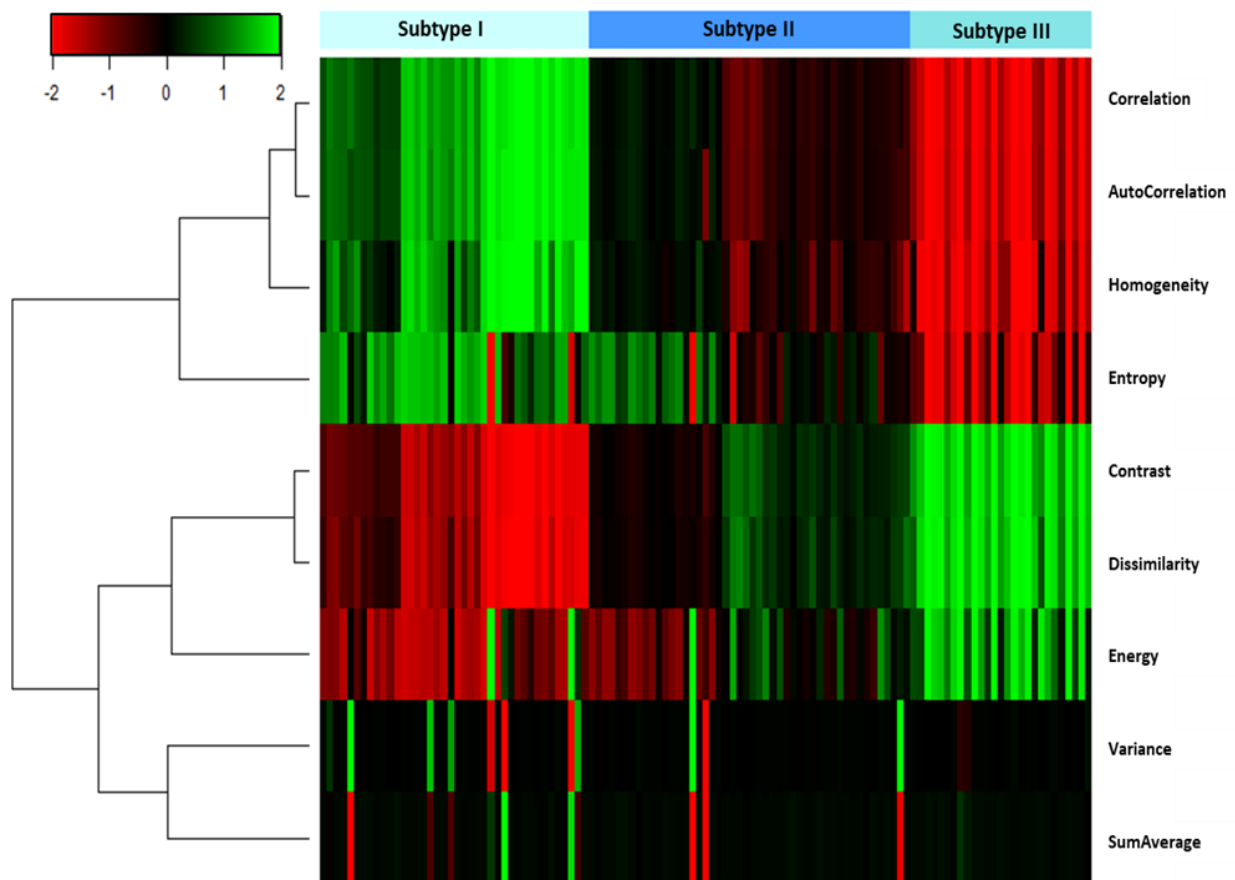 Subtype I Subtype II Subtype III
-2 -1 0 1 2
Correlation
AutoCorrelation
Homogeneity
Entropy
Contrast
Dissimilarity
Energy
Variance
SumAverage